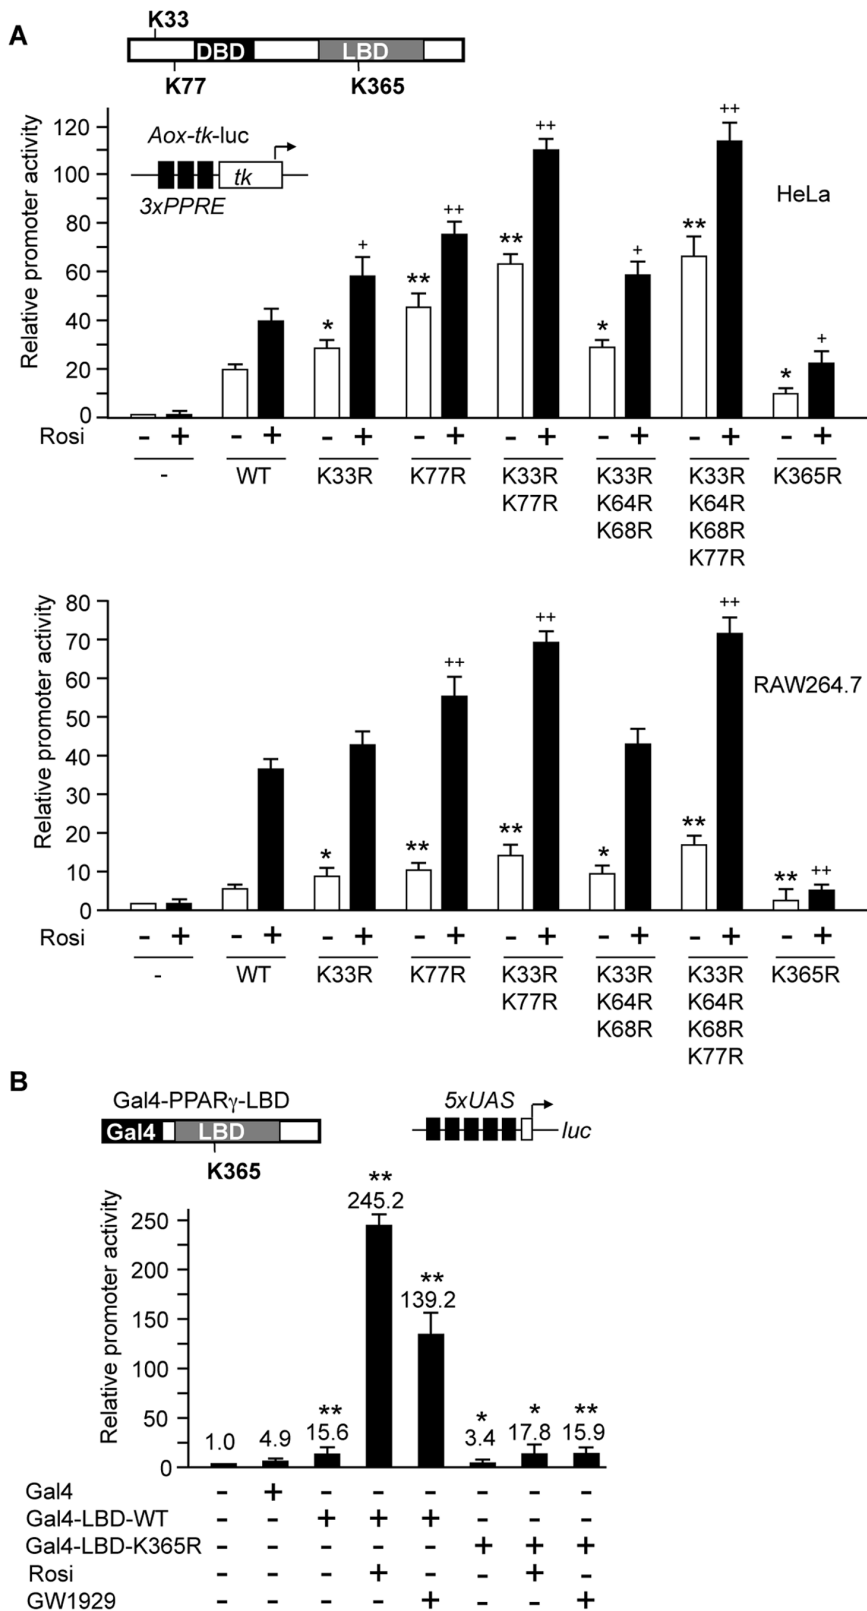 A
K33
DBD LBD
K77 K365
Relative promoter activity
Aox-tk-luc
tk
3xPPRE
HeLa
120
100
80
60
40
20
0
* ** ** * ** *
+ ++ ++ + ++ +
Rosi - + - + - + - + - + - + - + - +
- WT K33R K77R K33R K33R K33R K365R
K77R K64R K64R
K68R K68R
K77R
Relative promoter activity
RAW264.7
80
70
60
50
40
30
20
10
0
* ** ** * ** **
++ ++ ++ ++
Rosi - + - + - + - + - + - + - + - +
- WT K33R K77R K33R K33R K33R K365R
K77R K64R K64R
K68R K68R
K77R
B
Gal4-PPARγ-LBD
Gal4 LBD
K365
5xUAS
luc
Relative promoter activity
250
200
150
100
50
0
** ** ** * * **
1.0 4.9 15.6 245.2 139.2 3.4 17.8 15.9
Gal4 - + - - - - - -
Gal4-LBD-WT - - + + + - - -
Gal4-LBD-K365R - - - - - + + +
Rosi - - - + - - + -
GW1929 - - - - + - - +